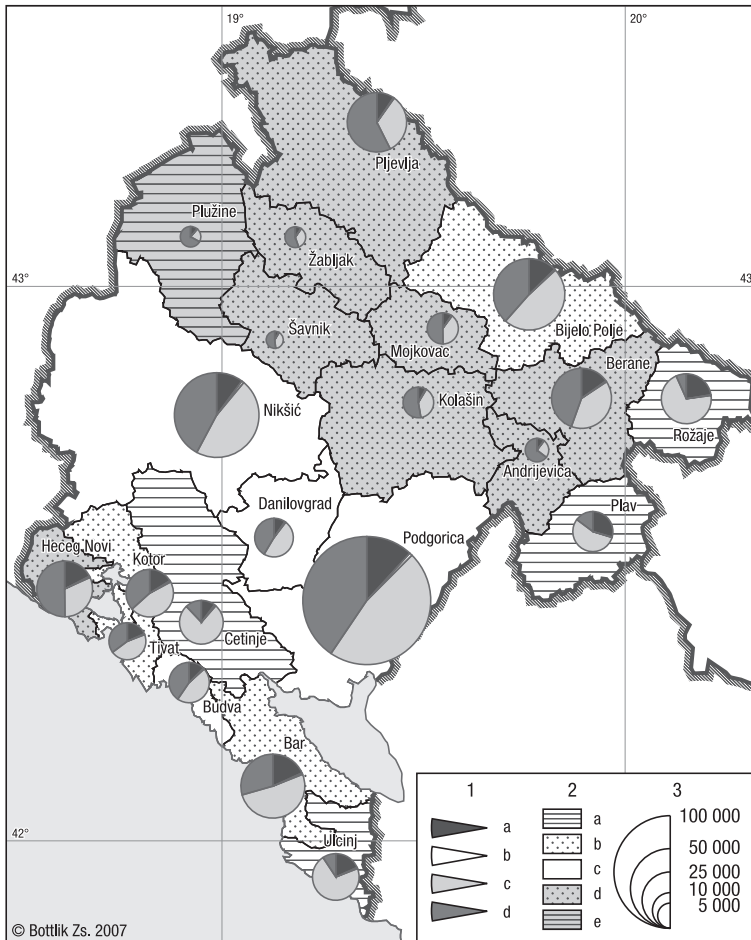 19°
20°
Pljevlja
Plužine
Žabljak
43°
43
Šavnik
Mojkovac
Bijelo Polje
Berane
Nikšić
Kolašin
Rožaje
Andrijevica
Danilovgrad
Plav
Podgorica
Heceg Novi
Kotor
Cetinje
Tivat
Budva
Bar
42°
Ulcinj
1 2 3
a a 100 000
b b 50 000
c c 25 000
d d 10 000
e 5 000
© Bottlik Zs. 2007